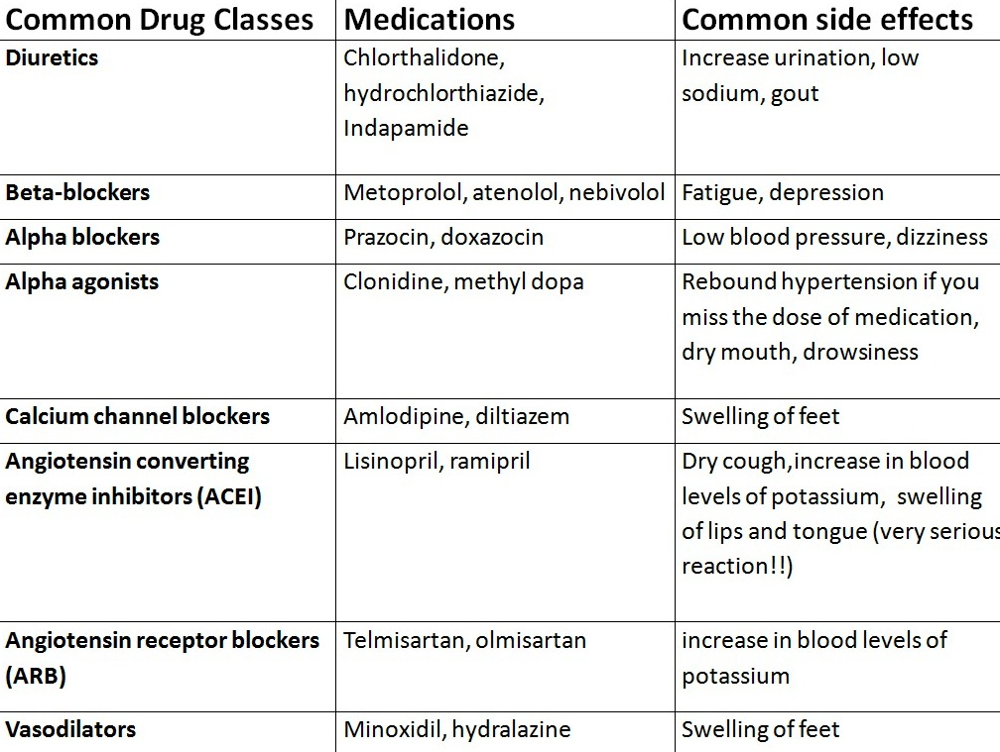 Common Drug Classes Medications Common side effects
Diuretics Chlorthalidone, Increase urination, low
hydrochlorthiazide, sodium, gout
Indapamide
Beta-blockers Metoprolol, atenolol, nebivolol Fatigue, depression
Alpha blockers Prazocin, doxazocin Low blood pressure, dizziness
Alpha agonists Clonidine, methyl dopa Rebound hypertension if you
miss the dose of medication,
dry mouth, drowsiness
Calcium channel blockers Amlodipine, diltiazem Swelling of feet
Angiotensin converting Lisinopril, ramipril Dry cough,increase in blood
enzyme inhibitors (ACEI) levels of potassium, swelling
of lips and tongue (very serious
reaction!!)
Angiotensin receptor blockers Telmisartan, olmisartan increase in blood levels of
(ARB) potassium
Vasodilators Minoxidil, hydralazine Swelling of feet